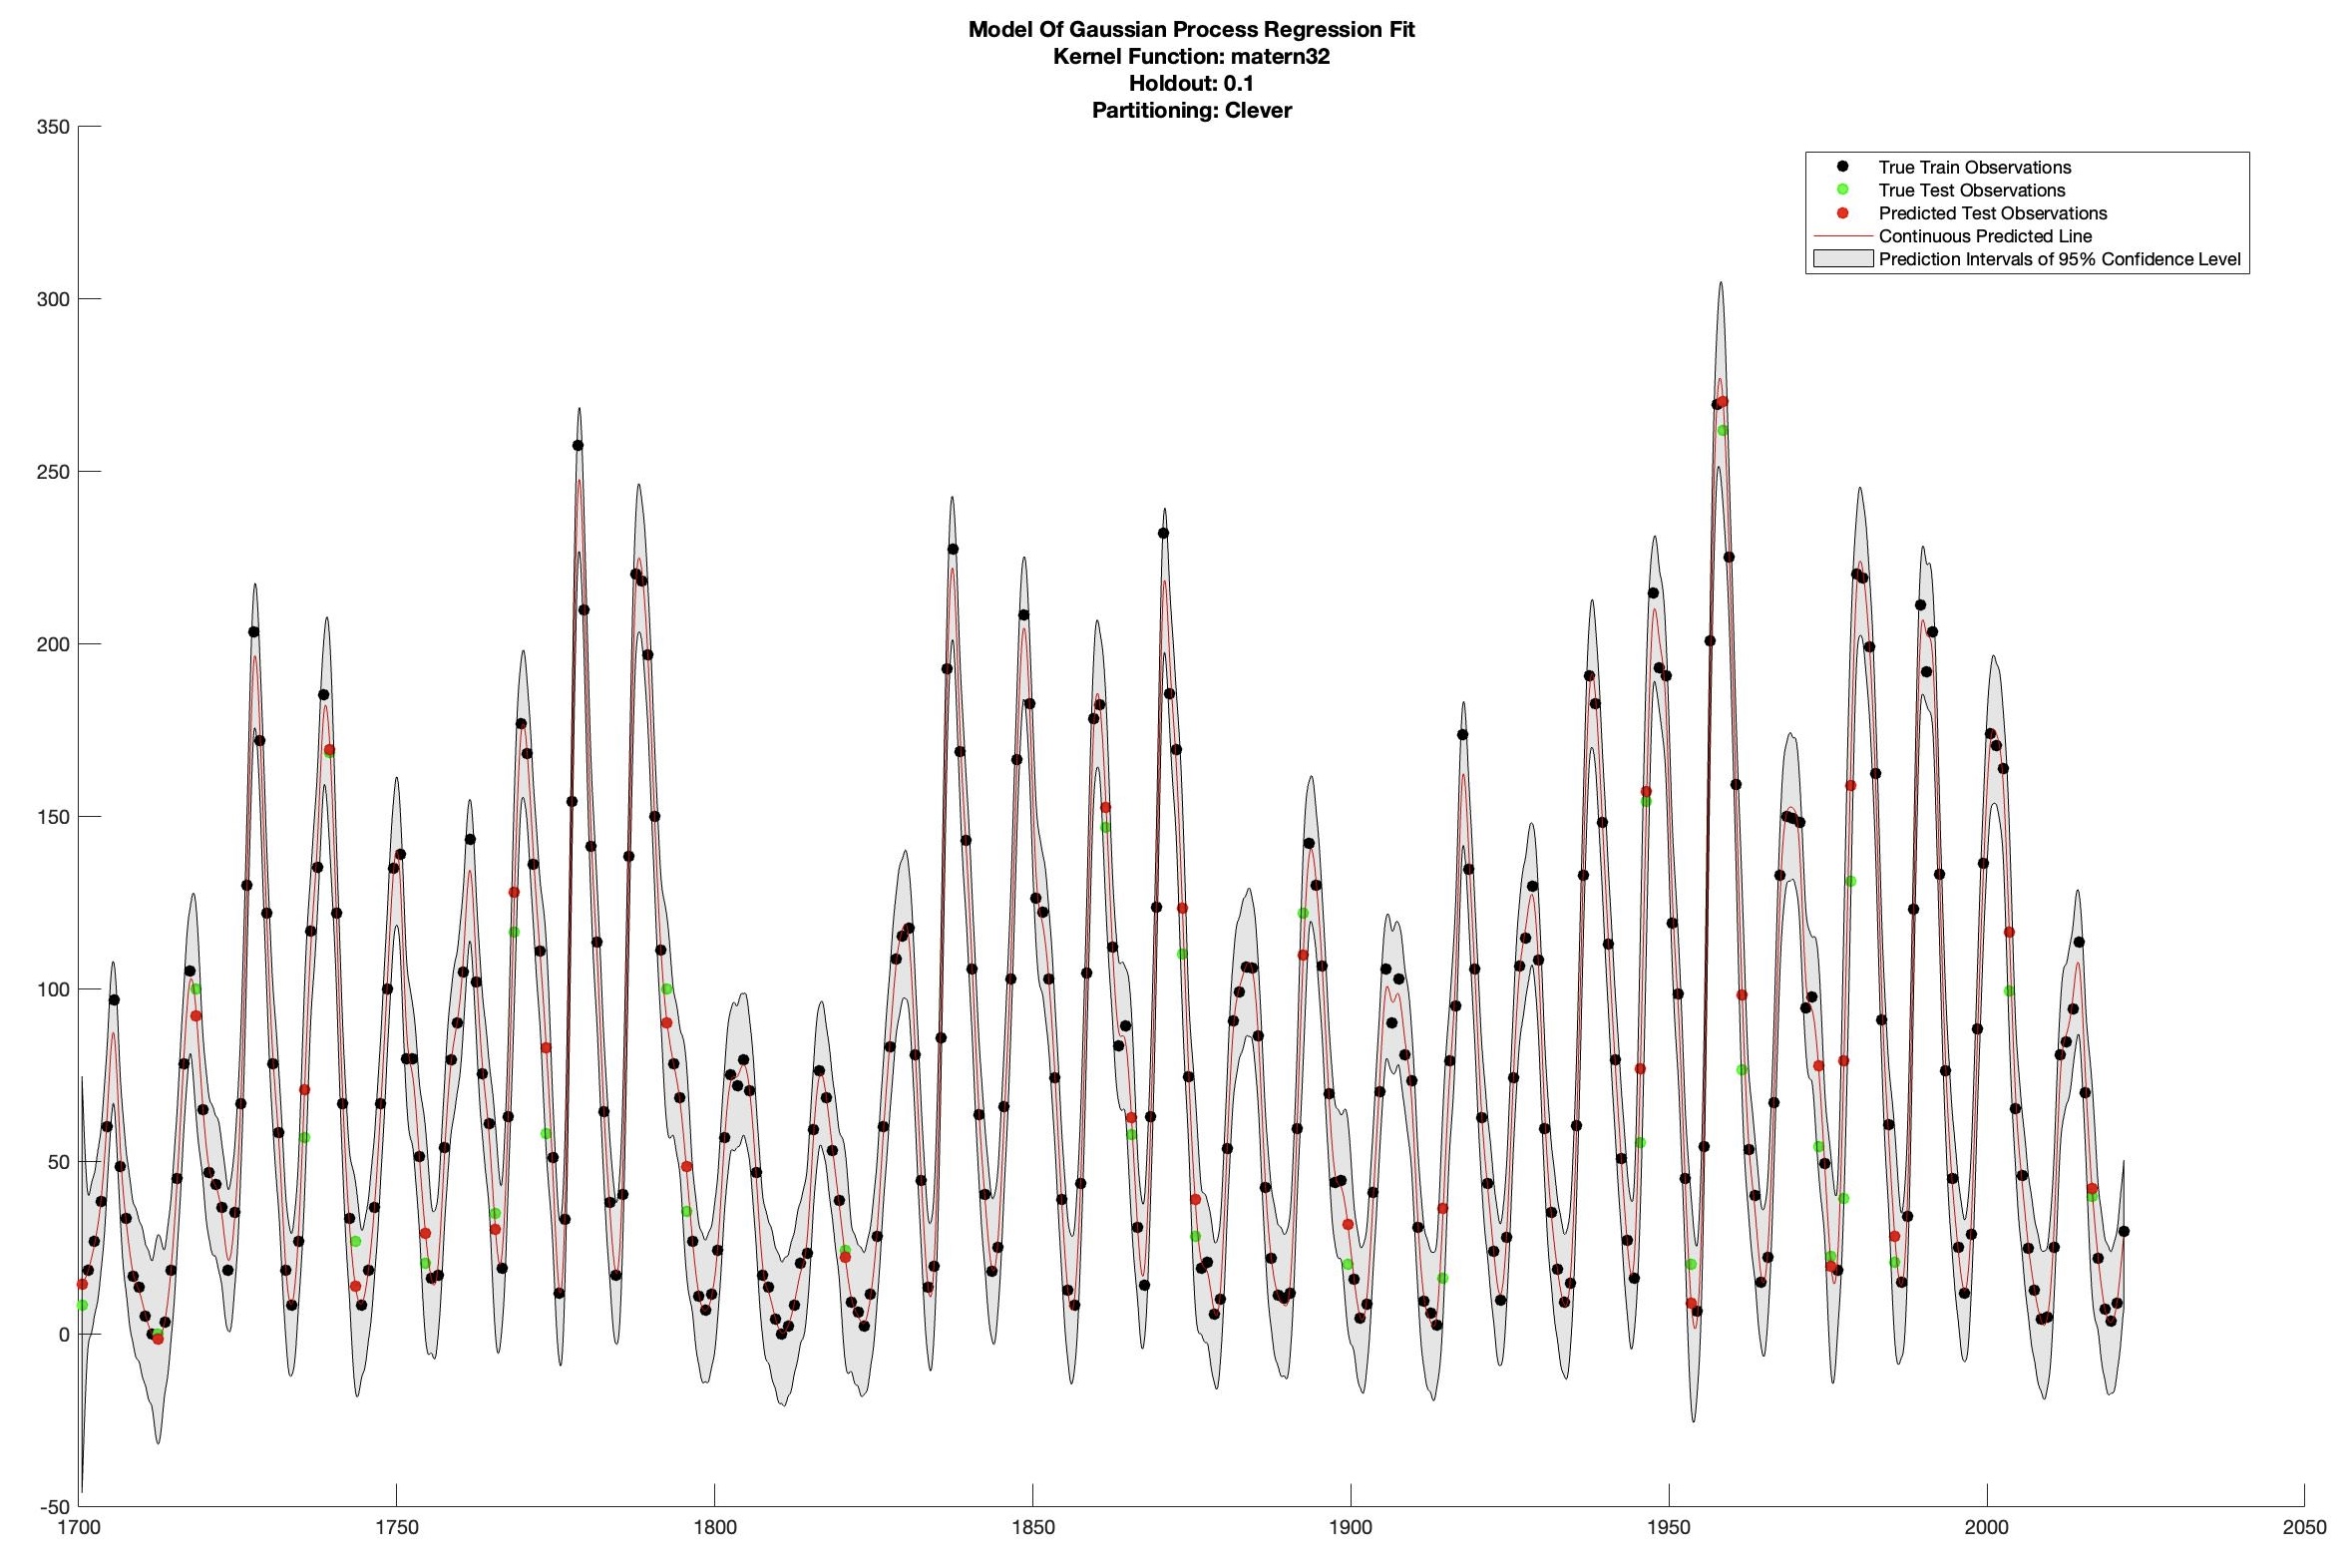 Model Of Gaussian Process Regression Fit
Kernel Function: matern32
Holdout: 0.1
Partitioning: Clever
350
300
250
200
150
100
50
0
-50
True Train Observations
True Test Observations
Predicted Test Observations
Continuous Predicted Line
Prediction Intervals of 95% Confidence Level
1700 1750 1800 1850 1900 1950 2000 2050